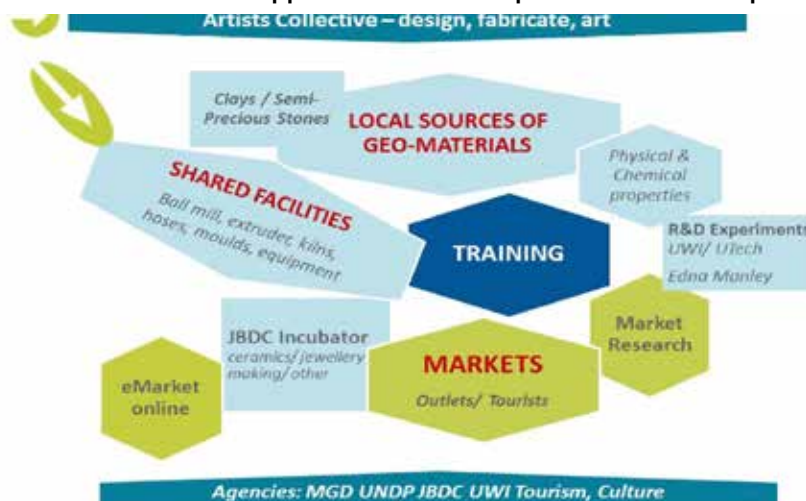 Artists Collective – design, fabricate, art
Clays / Semi-
Precious Stones
LOCAL SOURCES OF
GEO-MATERIALS
Physical &
Chemical
properties
SHARED FACILITIES
Ball mill, extruder, kilns,
hoses, moulds, equipment
TRAINING
R&D Experiments
UWI/ UTech
Edna Manley
JBDC Incubator
ceramics/ jewellery
making/ other
Market
Research
MARKETS
Outlets/ Tourists
eMarket
online
Agencies: MGD UNDP JBDC UWI Tourism, Culture